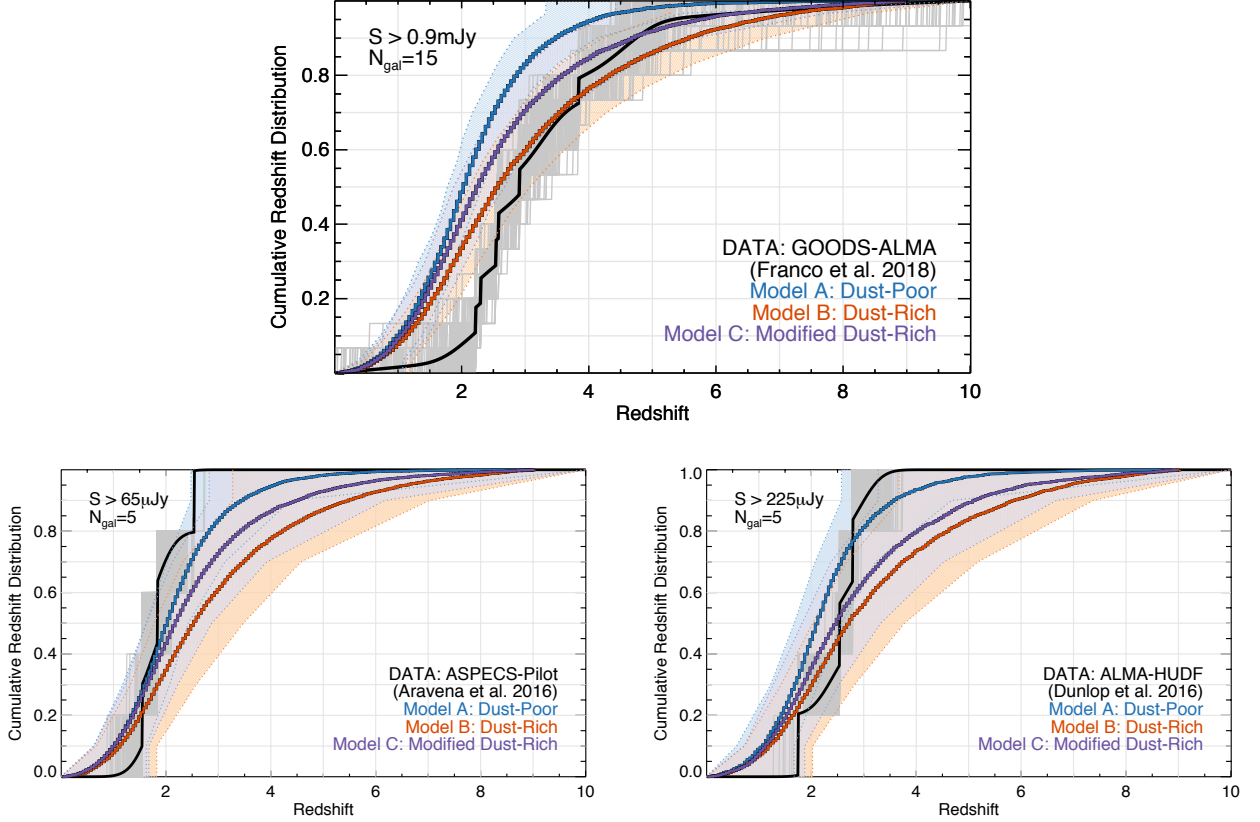 S > 0.9mJy
N_gal=15
0.8
0.6
0.4
0.2
Cumulative Redshift Distribution
DATA: GOODS-ALMA
(Franco et al. 2018)
Model A: Dust-Poor
Model B: Dust-Rich
Model C: Modified Dust-Rich
2 4 6 8 10
Redshift
S > 65μJy
N_gal=5
0.8
0.6
0.4
0.2
0.0
Cumulative Redshift Distribution
DATA: ASPECS-Pilot
(Aravena et al. 2016)
Model A: Dust-Poor
Model B: Dust-Rich
Model C: Modified Dust-Rich
2 4 6 8 10
Redshift
1.0
S > 225μJy
N_gal=5
0.8
0.6
0.4
0.2
0.0
Cumulative Redshift Distribution
DATA: ALMA-HUDF
(Dunlop et al. 2016)
Model A: Dust-Poor
Model B: Dust-Rich
Model C: Modified Dust-Rich
2 4 6 8 10
Redshift